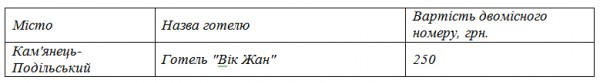 Місто Назва готелю Вартість двомісного
номеру, грн.
Кам'янець-
Подільський Готель "Вік Жан" 250